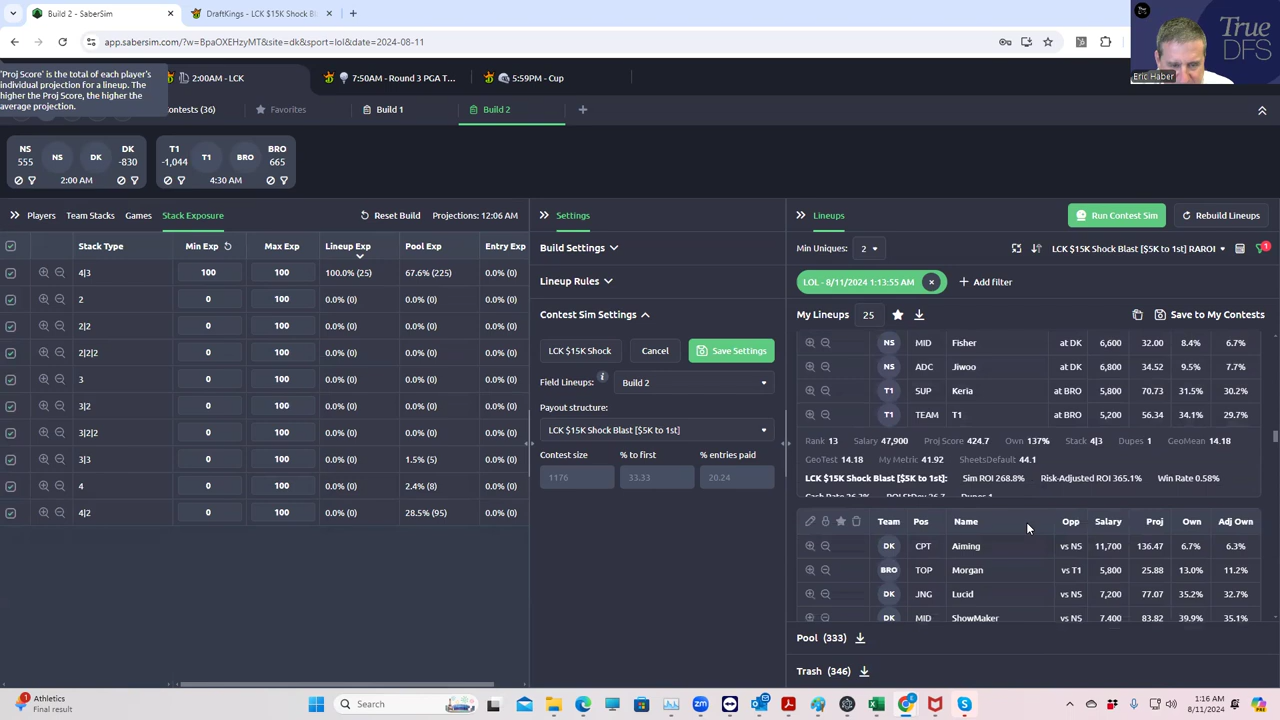 Build 2 - SaberSim
DraftKings - LCK $15K Shock Bl
app.sabersim.com/?w=BpaOXEHzyMT&site=dk&sport=lol&date=2024-08-11
True
DFS
Eric Haber
'Proj Score' is the total of each player's
individual projection for a lineup. The
higher the Proj Score, the higher the
average projection.
2:00AM - LCK
7:50AM - Round 3 PGA T...
5:59PM - Cup
ontests (36)
Favorites
Build 1
Build 2
NS NS DK DK
555 -830
2:00 AM
T1 T1 BRO BRO
-1,044 665
4:30 AM
Players Team Stacks Games Stack Exposure Reset Build Projections: 12:06 AM
Stack Type Min Exp Max Exp Lineup Exp Pool Exp Entry Exp
4|3 100 100 100.0% (25) 67.6% (225) 0.0% (0)
2 0 100 0.0% (0) 0.0% (0) 0.0% (0)
2|2 0 100 0.0% (0) 0.0% (0) 0.0% (0)
2|2|2 0 100 0.0% (0) 0.0% (0) 0.0% (0)
3 0 100 0.0% (0) 0.0% (0) 0.0% (0)
3|2 0 100 0.0% (0) 0.0% (0) 0.0% (0)
3|2|2 0 100 0.0% (0) 0.0% (0) 0.0% (0)
3|3 0 100 0.0% (0) 1.5% (5) 0.0% (0)
4 0 100 0.0% (0) 2.4% (8) 0.0% (0)
4|2 0 100 0.0% (0) 28.5% (95) 0.0% (0)
Settings
Build Settings
Lineup Rules
Contest Sim Settings
LCK $15K Shock Cancel Save Settings
Field Lineups: i Build 2
Payout structure:
LCK $15K Shock Blast [$5K to 1st]
Contest size % to first % entries paid
1176 33.33 20.24
Lineups Run Contest Sim Rebuild Lineups
Min Uniques: 2 LCK $15K Shock Blast [$5K to 1st] RAROI 1
LOL - 8/11/2024 1:13:55 AM × Add filter
My Lineups 25 Save to My Contests
NS MID Fisher at DK 6,600 32.00 8.4% 6.7%
NS ADC Jiwoo at DK 6,800 34.52 9.5% 7.7%
T1 SUP Keria at BRO 5,800 70.73 31.5% 30.2%
T1 TEAM T1 at BRO 5,200 56.34 34.1% 29.7%
Rank 13 Salary 47,900 Proj Score 424.7 Own 137% Stack 4|3 Dupes 1 GeoMean 14.18
GeoTest 14.18 My Metric 41.92 SheetsDefault 44.1
LCK $15K Shock Blast [$5K to 1st]: Sim ROI 268.8% Risk-Adjusted ROI 365.1% Win Rate 0.58%
Team Pos Name Opp Salary Proj Own Adj Own
DK CPT Aiming vs NS 11,700 136.47 6.7% 6.3%
BRO TOP Morgan vs T1 5,800 25.88 13.0% 11.2%
DK JNG Lucid vs NS 7,200 77.07 35.2% 32.7%
DK MID ShowMaker vs NS 7,400 83.82 39.9% 35.1%
Pool (333)
Trash (346)
1 Athletics
Final result
Search
1:16 AM
8/11/2024